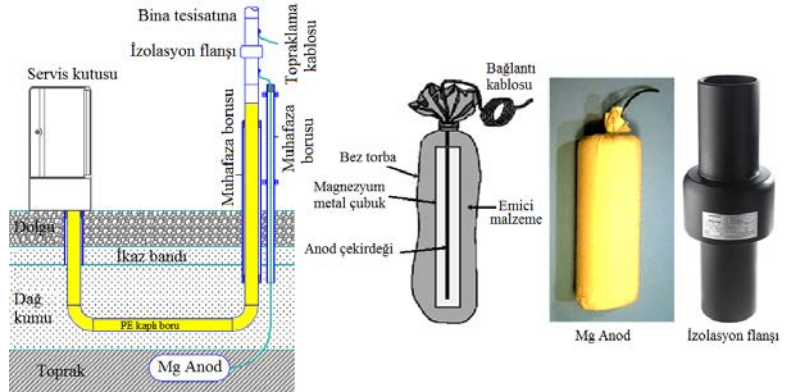 Bina tesisatına
İzolasyon flanşı
Servis kutusu
Topraklama
kablosu
Muhafaza borusu
Muhafaza
borusu
Dolgu
İkaz bandı
Dağ
kumu
PE kaplı boru
Mg Anod
Toprak
Bağlantı
kablosu
Bez torba
Magnezyum
metal çubuk
Emici
malzeme
Anod çekirdeği
Mg Anod
İzolasyon flanşı